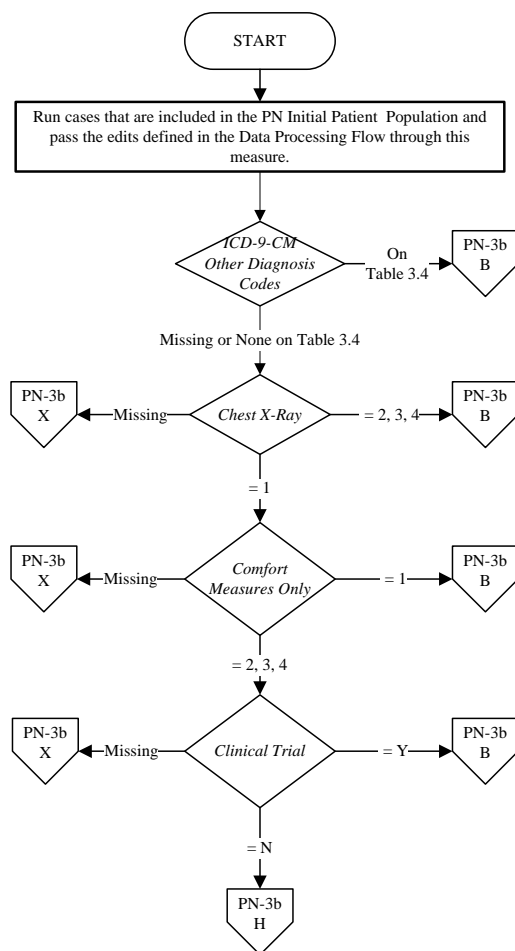 START
Run cases that are included in the PN Initial Patient Population and
pass the edits defined in the Data Processing Flow through this
measure.
ICD-9-CM
Other Diagnosis
Codes
On
Table 3.4
PN-3b
B
Missing or None on Table 3.4
PN-3b
X
Missing
Chest X-Ray
= 2, 3, 4
PN-3b
B
= 1
PN-3b
X
Missing
Comfort
Measures Only
= 1
PN-3b
B
= 2, 3, 4
PN-3b
X
Missing
Clinical Trial
= Y
PN-3b
B
= N
PN-3b
H